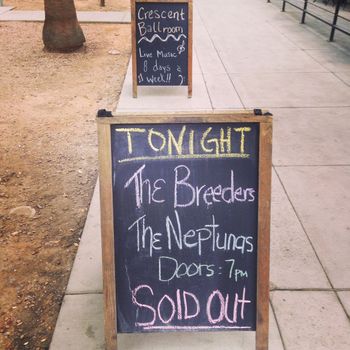 Crescent
Ballroom
Live Music
8 days a
week!!
TONIGHT
The Breeders
The Neptunas
Doors: 7pm
SOLD OUT